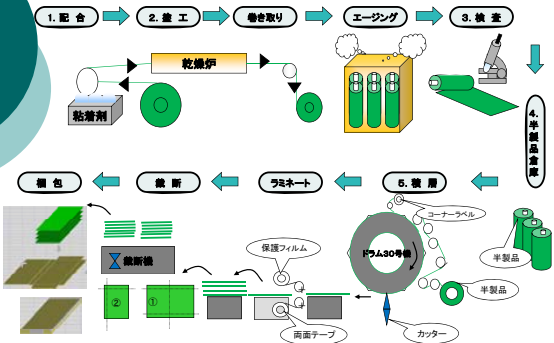 1. 配 合
2. 塗 工
巻き取り
エージング
3. 検 査
乾燥炉
粘着剤
4. 半製品倉庫
梱 包
裁 断
ラミネート
5. 積 層
コーナーラベル
保護フィルム
ドラム30号機
半製品
裁断機
半製品
②
①
両面テープ
カッター